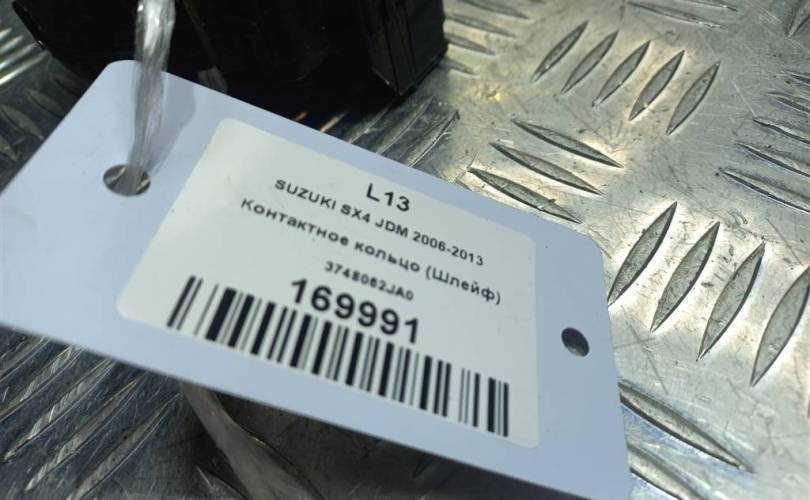 L13
SUZUKI SX4 JDM 2006-2013
Контактное кольцо (Шлейф)
3748062JA0
169991